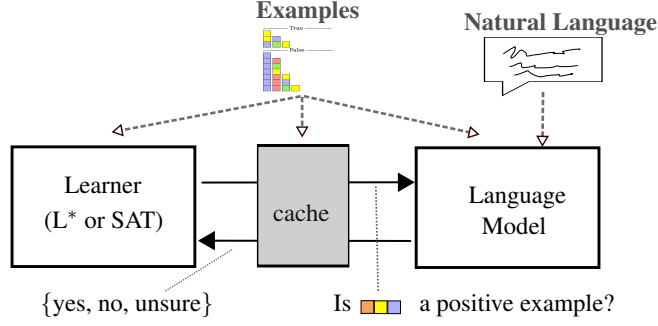 Examples
Natural Language
True
False
Learner
(L* or SAT)
cache
Language
Model
{yes, no, unsure}
Is a positive example?